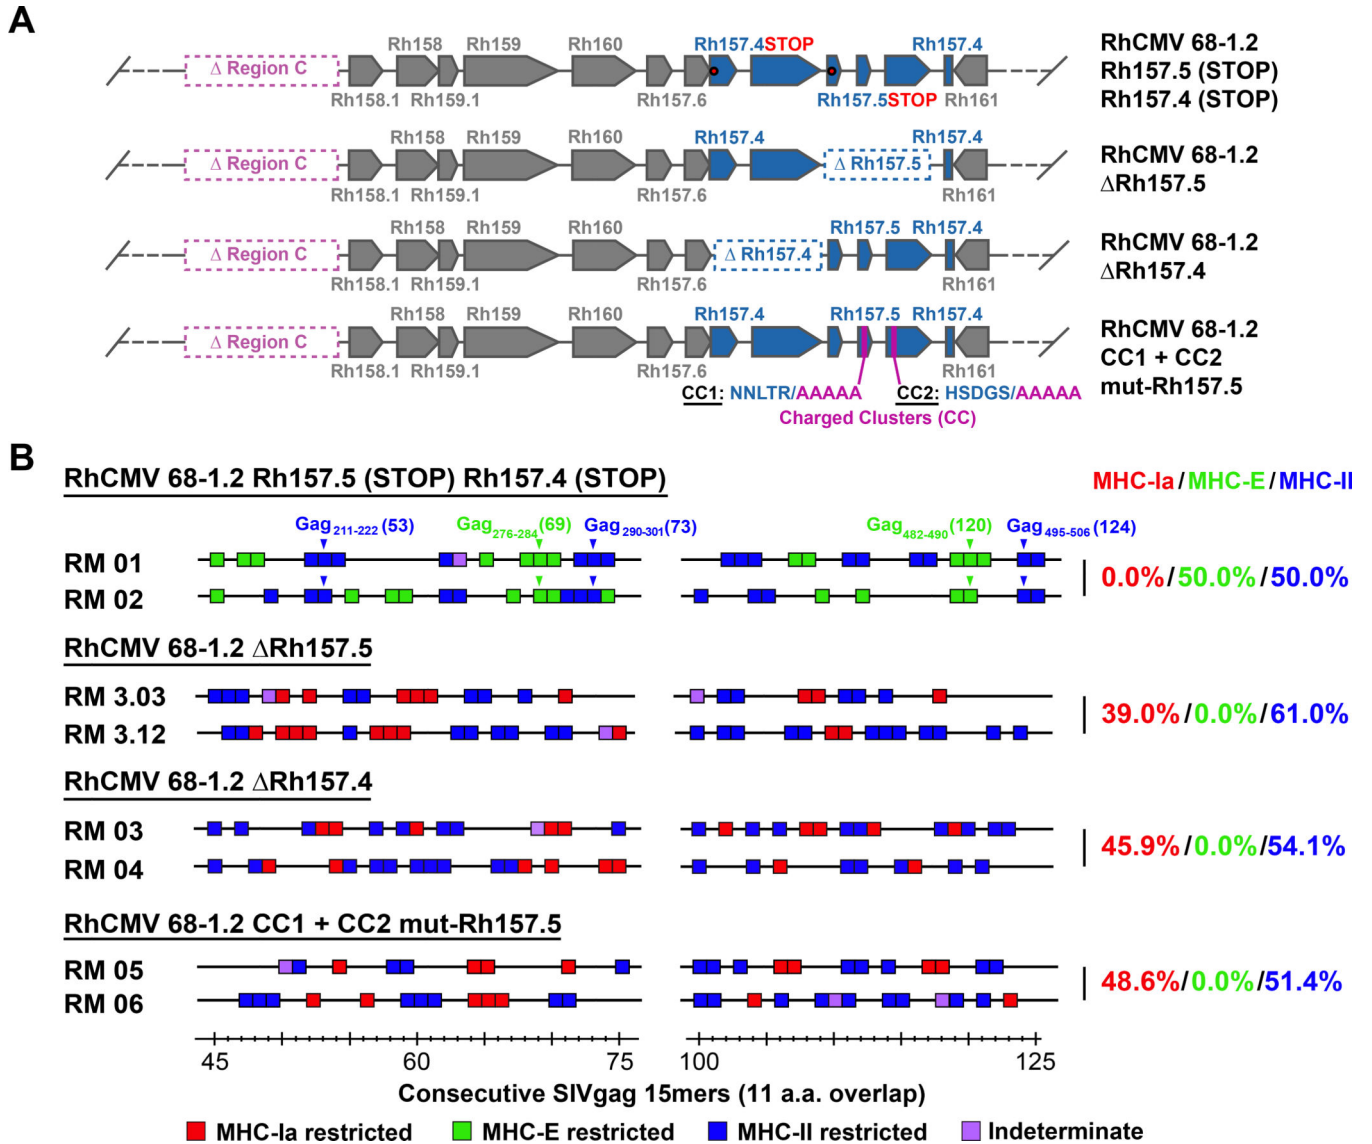 A
Rh158 Rh159 Rh160 Rh157.4STOP Rh157.4
Δ Region C
Rh158.1 Rh159.1 Rh157.6 Rh157.5STOP Rh161
RhCMV 68-1.2
Rh157.5 (STOP)
Rh157.4 (STOP)
Rh158 Rh159 Rh160 Rh157.4 Rh157.4
Δ Region C Δ Rh157.5
Rh158.1 Rh159.1 Rh157.6 Rh161
RhCMV 68-1.2
ΔRh157.5
Rh158 Rh159 Rh160 Rh157.5 Rh157.4
Δ Region C Δ Rh157.4
Rh158.1 Rh159.1 Rh157.6 Rh161
RhCMV 68-1.2
ΔRh157.4
Rh158 Rh159 Rh160 Rh157.4 Rh157.5 Rh157.4
Δ Region C
Rh158.1 Rh159.1 Rh157.6 Rh161
RhCMV 68-1.2
CC1 + CC2
mut-Rh157.5
CC1: NNLTR/AAAAA CC2: HSDGS/AAAAA
Charged Clusters (CC)
B
RhCMV 68-1.2 Rh157.5 (STOP) Rh157.4 (STOP)
MHC-Ia/MHC-E/MHC-II
Gag211-222 (53) Gag276-284 (69) Gag290-301 (73) Gag482-490 (120) Gag495-506 (124)
RM 01
RM 02
0.0%/50.0%/50.0%
RhCMV 68-1.2 ΔRh157.5
RM 3.03
RM 3.12
39.0%/0.0%/61.0%
RhCMV 68-1.2 ΔRh157.4
RM 03
RM 04
45.9%/0.0%/54.1%
RhCMV 68-1.2 CC1 + CC2 mut-Rh157.5
RM 05
RM 06
48.6%/0.0%/51.4%
45 60 75 100 125
Consecutive SIVgag 15mers (11 a.a. overlap)
MHC-Ia restricted MHC-E restricted MHC-II restricted Indeterminate